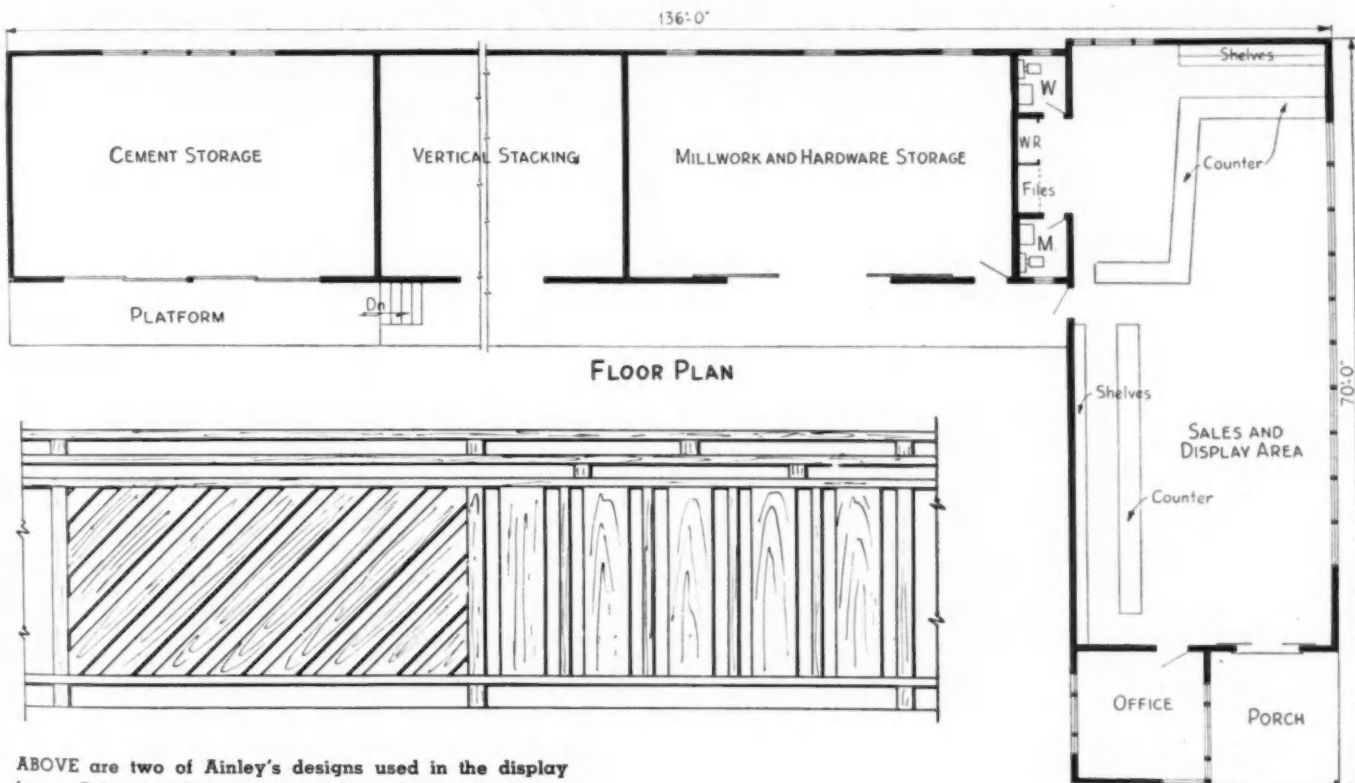 136'-0"
Shelves
W
CEMENT STORAGE
VERTICAL STACKING
MILLWORK AND HARDWARE STORAGE
WR
Counter
Files
M
Dn
PLATFORM
FLOOR PLAN
70'-0"
Shelves
SALES AND
DISPLAY AREA
Counter
OFFICE
PORCH
ABOVE are two of Ainley's designs used in the display